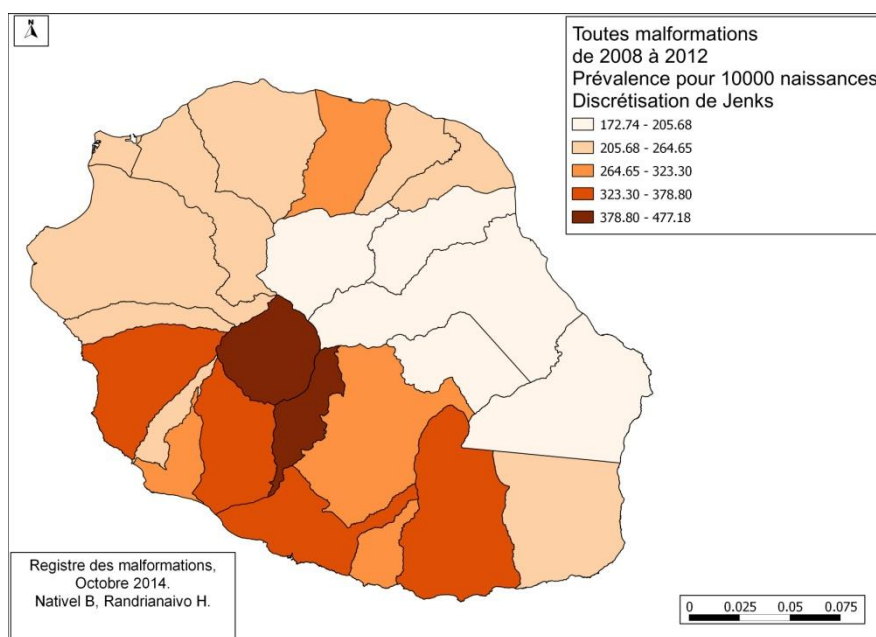 N
Toutes malformations
de 2008 à 2012
Prévalence pour 10000 naissances
Discrétisation de Jenks
172.74 - 205.68
205.68 - 264.65
264.65 - 323.30
323.30 - 378.80
378.80 - 477.18
Registre des malformations,
Octobre 2014.
Nativel B, Randrianaivo H.
0 0.025 0.05 0.075